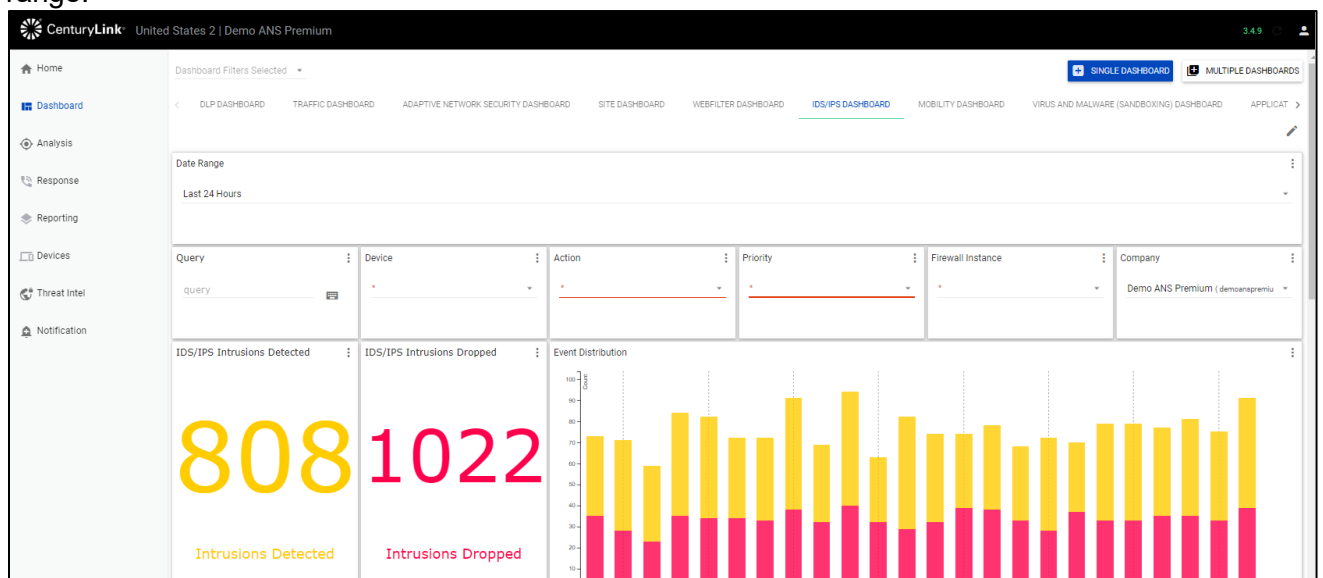 range.
CenturyLink® United States 2 | Demo ANS Premium 3.4.9
Home
Dashboard Filters Selected
SINGLE DASHBOARD MULTIPLE DASHBOARDS
Dashboard
DLP DASHBOARD TRAFFIC DASHBOARD ADAPTIVE NETWORK SECURITY DASHBOARD SITE DASHBOARD WEBFILTER DASHBOARD IDS/IPS DASHBOARD MOBILITY DASHBOARD VIRUS AND MALWARE (SANDBOXING) DASHBOARD APPLICAT
Analysis
Response
Reporting
Devices
Threat Intel
Notification
Date Range
Last 24 Hours
Query Device Action Priority Firewall Instance Company
query * * * * Demo ANS Premium ( demoanspremiu
IDS/IPS Intrusions Detected IDS/IPS Intrusions Dropped Event Distribution
808
Intrusions Detected
1022
Intrusions Dropped
Count
100
90
80
70
60
50
40
30
20
10